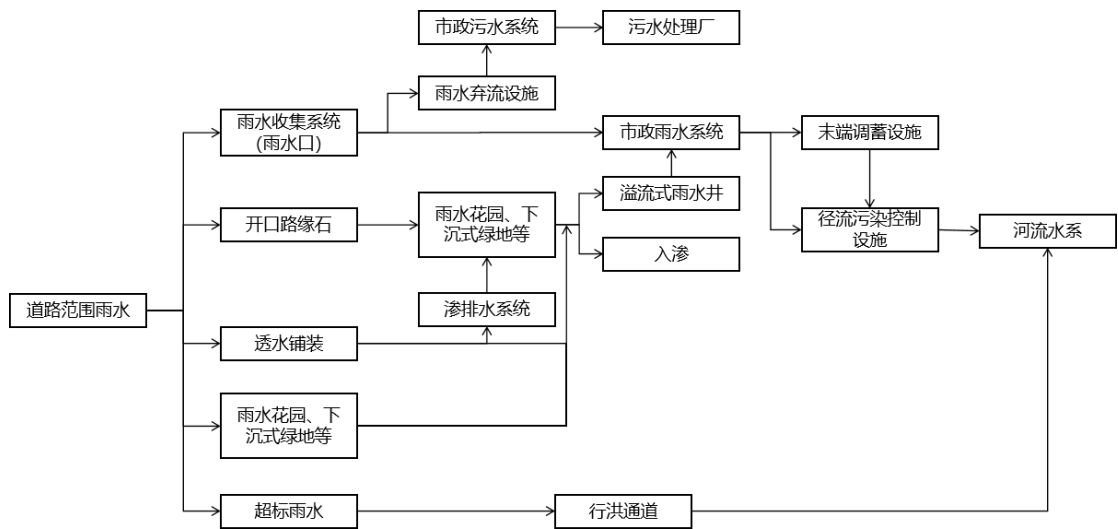 市政污水系统
污水处理厂
雨水弃流设施
雨水收集系统
(雨水口)
市政雨水系统
末端调蓄设施
溢流式雨水井
开口路缘石
雨水花园、下
沉式绿地等
径流污染控制
设施
河流水系
入渗
道路范围雨水
渗排水系统
透水铺装
雨水花园、下
沉式绿地等
超标雨水
行洪通道